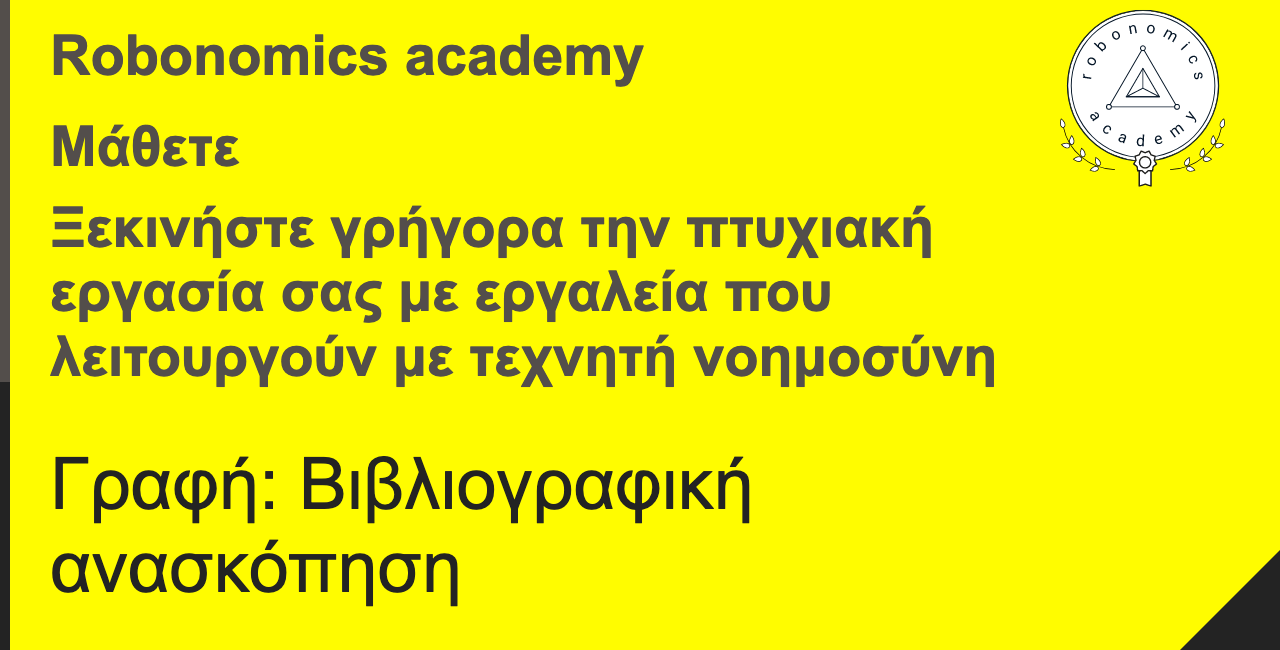 Robonomics academy
robonomics
academy
Μάθετε
Ξεκινήστε γρήγορα την πτυχιακή
εργασία σας με εργαλεία που
λειτουργούν με τεχνητή νοημοσύνη
Γραφή: Βιβλιογραφική
ανασκόπηση